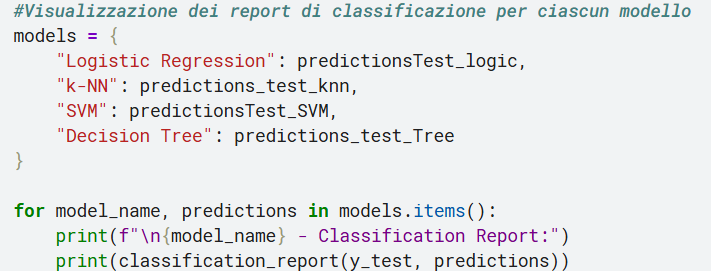 #Visualizzazione dei report di classificazione per ciascun modello
models = {
    "Logistic Regression": predictionsTest_logic,
    "k-NN": predictions_test_knn,
    "SVM": predictionsTest_SVM,
    "Decision Tree": predictions_test_Tree
}

for model_name, predictions in models.items():
    print(f"\n{model_name} - Classification Report:")
    print(classification_report(y_test, predictions))